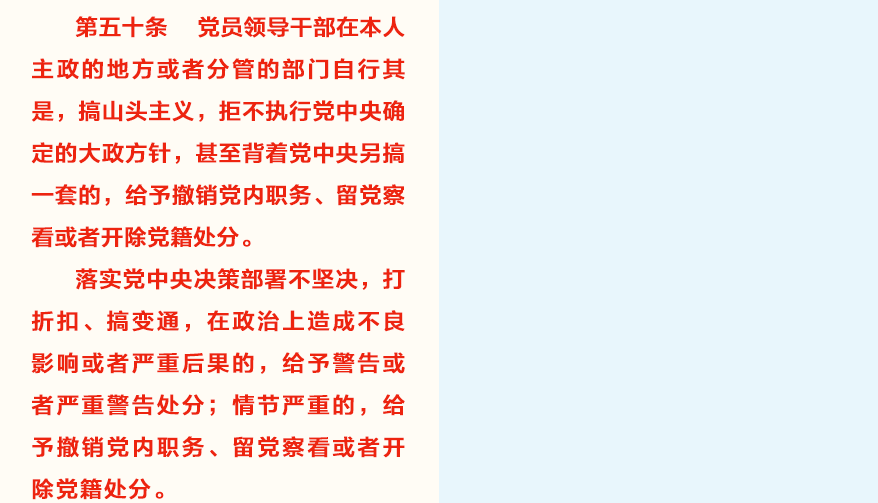 第五十条 党员领导干部在本人
主政的地方或者分管的部门自行其
是，搞山头主义，拒不执行党中央确
定的大政方针，甚至背着党中央另搞
一套的，给予撤销党内职务、留党察
看或者开除党籍处分。
落实党中央决策部署不坚决，打
折扣、搞变通，在政治上造成不良
影响或者严重后果的，给予警告或
者严重警告处分；情节严重的，给
予撤销党内职务、留党察看或者开
除党籍处分。